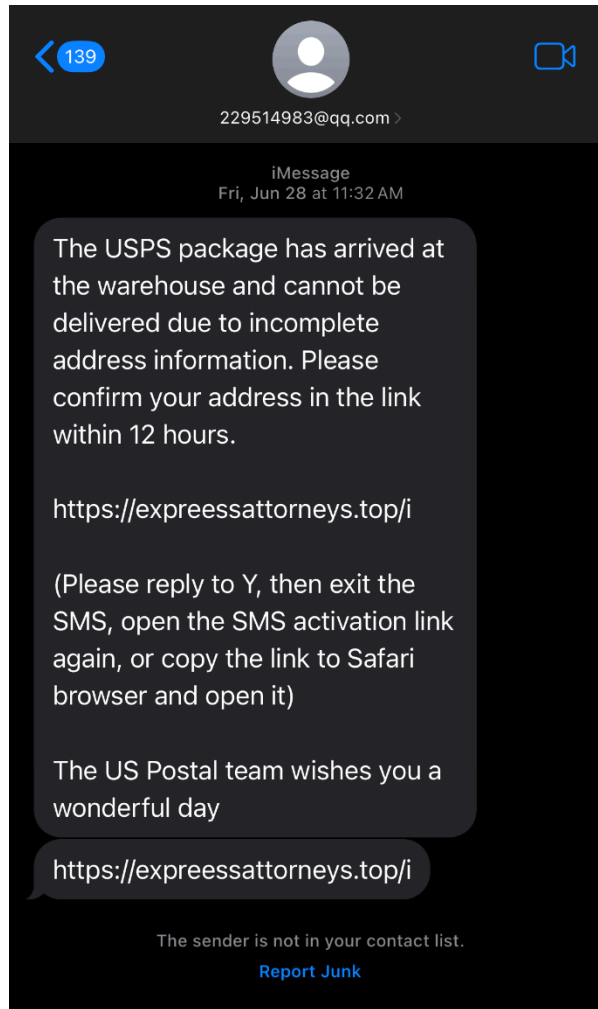 139
229514983@qq.com
iMessage
Fri, Jun 28 at 11:32 AM
The USPS package has arrived at
the warehouse and cannot be
delivered due to incomplete
address information. Please
confirm your address in the link
within 12 hours.
https://expreessattorneys.top/i
(Please reply to Y, then exit the
SMS, open the SMS activation link
again, or copy the link to Safari
browser and open it)
The US Postal team wishes you a
wonderful day
https://expreessattorneys.top/i
The sender is not in your contact list.
Report Junk